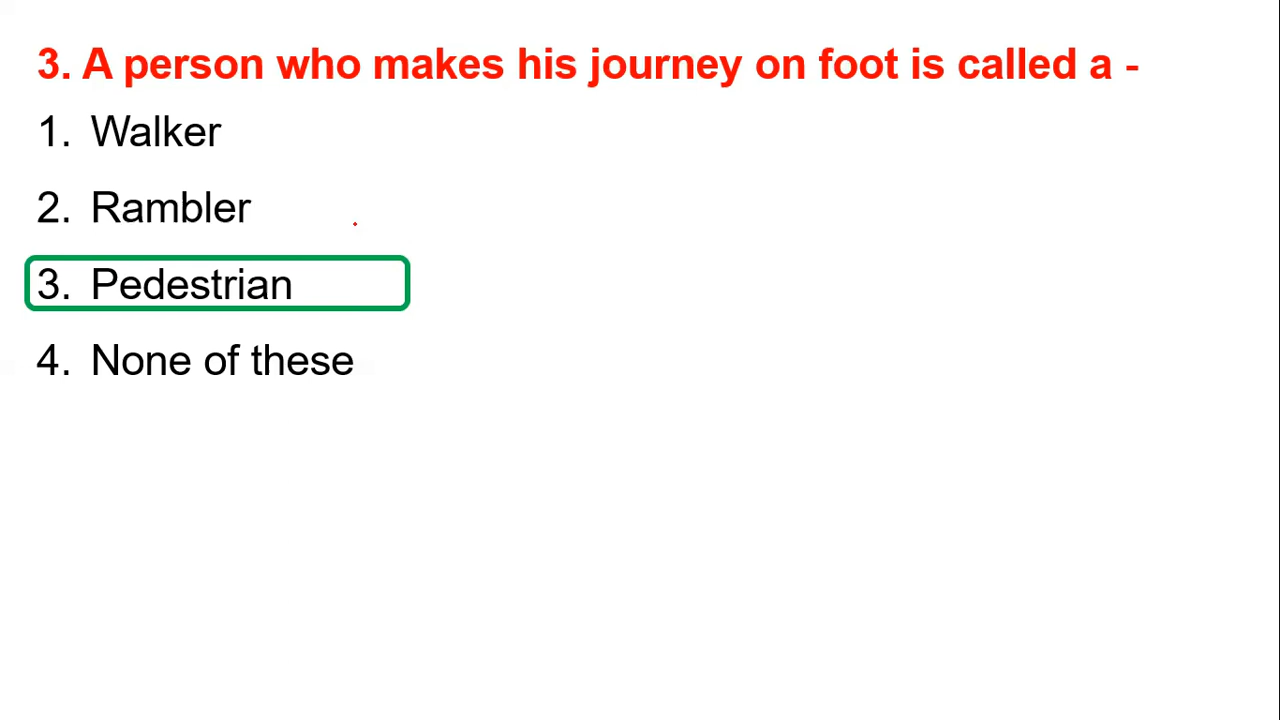 3. A person who makes his journey on foot is called a -
1. Walker
2. Rambler
3. Pedestrian
4. None of these